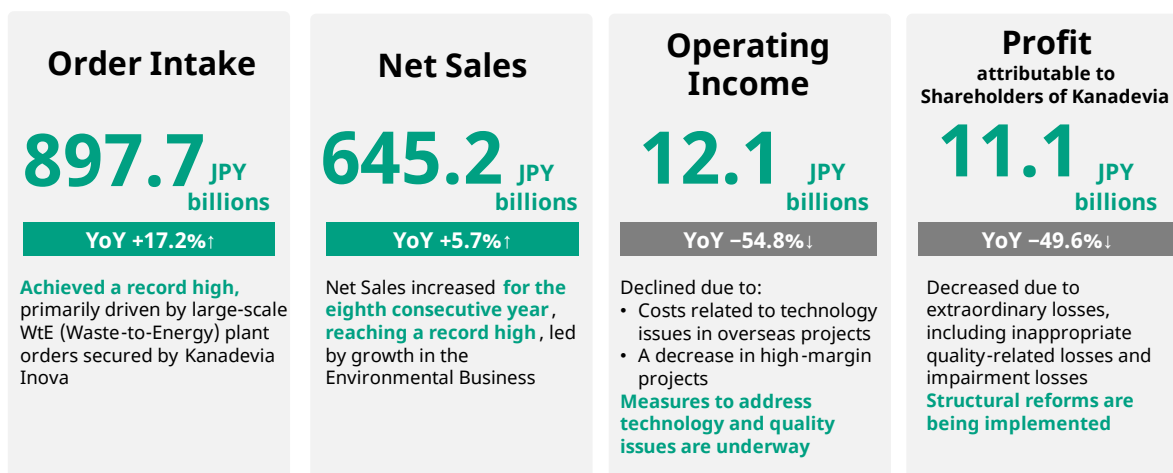 Order Intake
897.7 JPY
billions
YoY +17.2%↑
Achieved a record high,
primarily driven by large-scale
WtE (Waste-to-Energy) plant
orders secured by Kanadevia
Inova
Net Sales
645.2 JPY
billions
YoY +5.7%↑
Net Sales increased for the
eighth consecutive year,
reaching a record high, led
by growth in the
Environmental Business
Operating
Income
12.1 JPY
billions
YoY −54.8%↓
Declined due to:
• Costs related to technology
issues in overseas projects
• A decrease in high-margin
projects
Measures to address
technology and quality
issues are underway
Profit
attributable to
Shareholders of Kanadevia
11.1 JPY
billions
YoY −49.6%↓
Decreased due to
extraordinary losses,
including inappropriate
quality-related losses and
impairment losses
Structural reforms are
being implemented